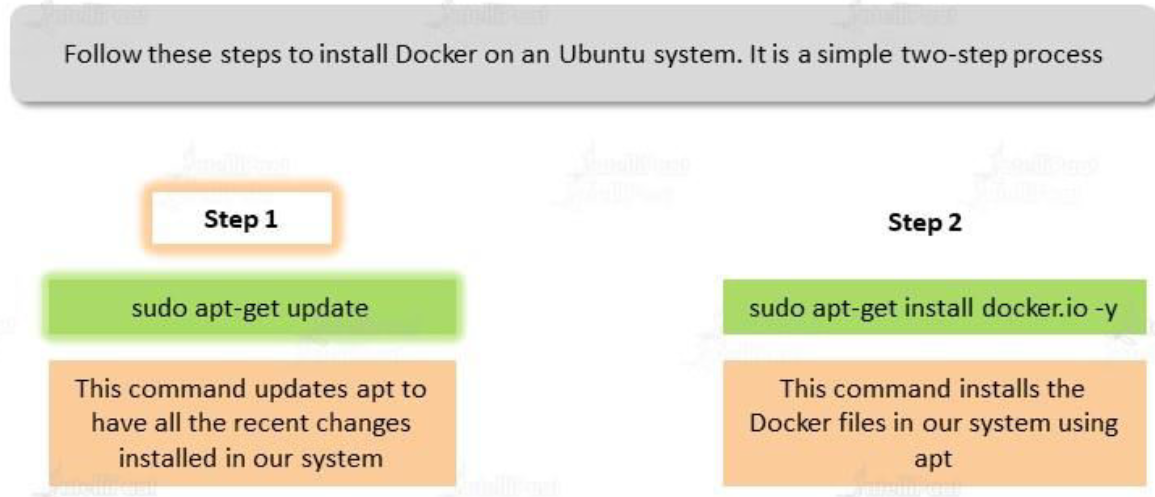 Follow these steps to install Docker on an Ubuntu system. It is a simple two-step process
Step 1
sudo apt-get update
This command updates apt to
have all the recent changes
installed in our system
Step 2
sudo apt-get install docker.io -y
This command installs the
Docker files in our system using
apt